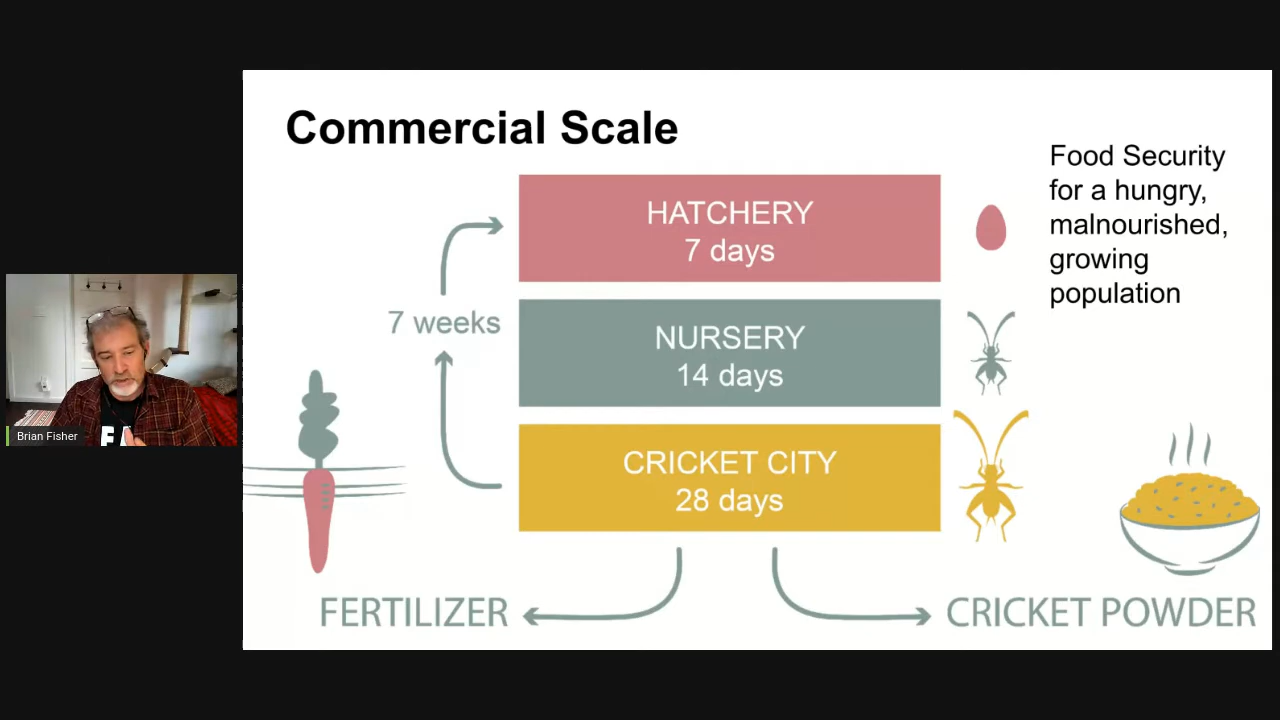 Commercial Scale
Food Security
for a hungry,
malnourished,
growing
population
HATCHERY
7 days
7 weeks
NURSERY
14 days
CRICKET CITY
28 days
FERTILIZER
CRICKET POWDER
Brian Fisher